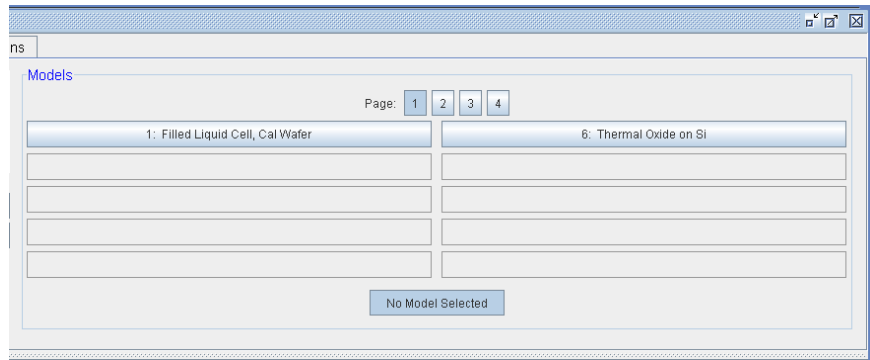 ns
Models
Page: 1 2 3 4
1: Filled Liquid Cell, Cal Wafer
6: Thermal Oxide on Si
No Model Selected